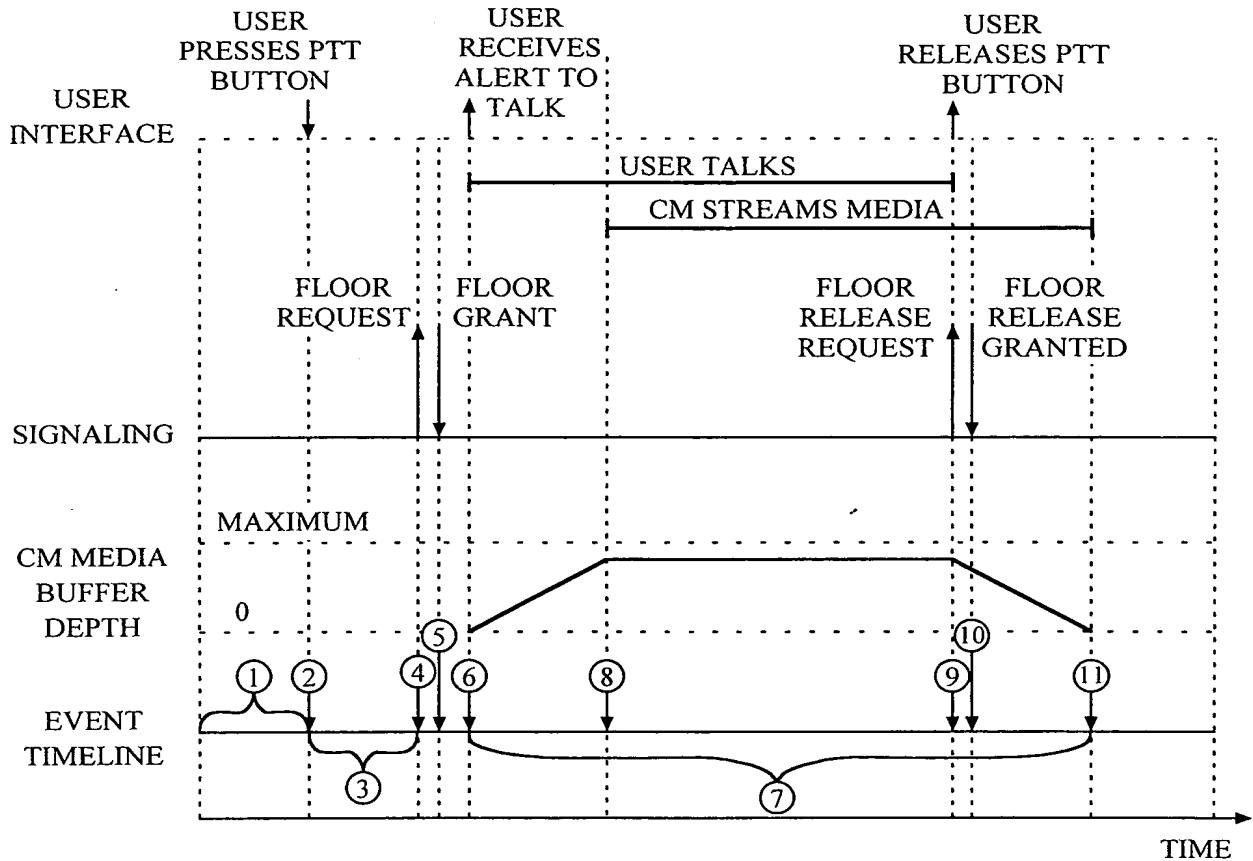 USER
PRESSES PTT
BUTTON
USER
RECEIVES
ALERT TO
TALK
USER
RELEASES PTT
BUTTON
USER
INTERFACE
USER TALKS
CM STREAMS MEDIA
FLOOR
REQUEST
FLOOR
GRANT
FLOOR
RELEASE
REQUEST
FLOOR
RELEASE
GRANTED
SIGNALING
MAXIMUM
CM MEDIA
BUFFER
DEPTH
0
1
2
3
4
5
6
8
9
10
11
7
EVENT
TIMELINE
TIME